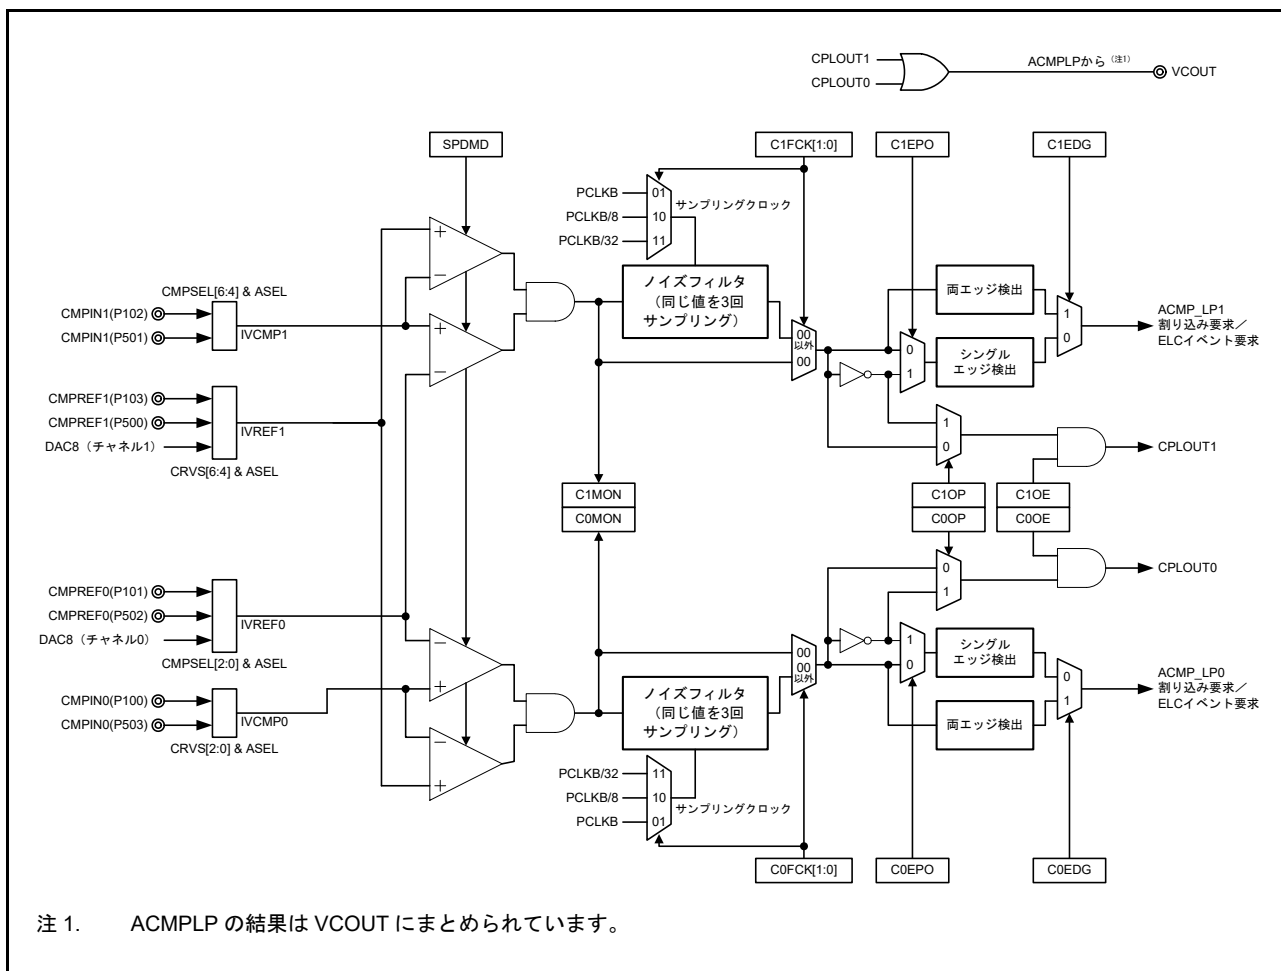 CPLOUT1
CPLOUT0
ACMPLPから (注1)
VCOUT
SPDMD
C1FCK[1:0]
C1EPO
C1EDG
PCLKB
PCLKB/8
PCLKB/32
01
10
11
サンプリングクロック
+
−
+
−
ノイズフィルタ
(同じ値を3回
サンプリング)
00
以外
00
0
1
両エッジ検出
シングル
エッジ検出
1
0
ACMP_LP1
割り込み要求/
ELCイベント要求
CMPSEL[6:4] & ASEL
CMPIN1(P102)
CMPIN1(P501)
IVCMP1
CMPREF1(P103)
CMPREF1(P500)
DAC8(チャネル1)
IVREF1
CRVS[6:4] & ASEL
1
0
CPLOUT1
C1MON
C0MON
C1OP
C0OP
C1OE
C0OE
0
1
CPLOUT0
CMPREF0(P101)
CMPREF0(P502)
DAC8(チャネル0)
IVREF0
CMPSEL[2:0] & ASEL
CMPIN0(P100)
CMPIN0(P503)
IVCMP0
CRVS[2:0] & ASEL
−
+
−
+
ノイズフィルタ
(同じ値を3回
サンプリング)
00
00
以外
1
0
シングル
エッジ検出
両エッジ検出
0
1
ACMP_LP0
割り込み要求/
ELCイベント要求
PCLKB/32
PCLKB/8
PCLKB
11
10
01
サンプリングクロック
C0FCK[1:0]
C0EPO
C0EDG
注 1. ACMPLP の結果は VCOUT にまとめられています。